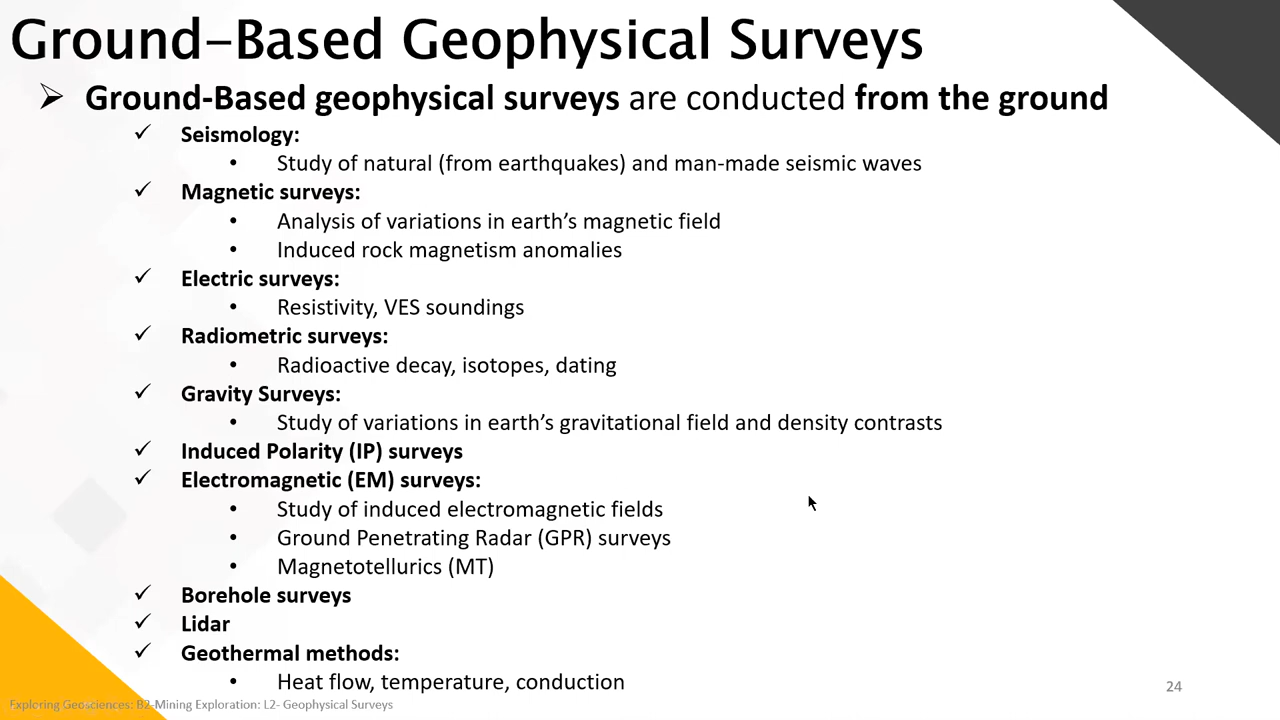 Ground-Based Geophysical Surveys
➤ Ground-Based geophysical surveys are conducted from the ground
✓ Seismology:
• Study of natural (from earthquakes) and man-made seismic waves
✓ Magnetic surveys:
• Analysis of variations in earth’s magnetic field
• Induced rock magnetism anomalies
✓ Electric surveys:
• Resistivity, VES soundings
✓ Radiometric surveys:
• Radioactive decay, isotopes, dating
✓ Gravity Surveys:
• Study of variations in earth’s gravitational field and density contrasts
✓ Induced Polarity (IP) surveys
✓ Electromagnetic (EM) surveys:
• Study of induced electromagnetic fields
• Ground Penetrating Radar (GPR) surveys
• Magnetotellurics (MT)
✓ Borehole surveys
✓ Lidar
✓ Geothermal methods:
• Heat flow, temperature, conduction
24
Exploring Geosciences: B2-Mining Exploration: L2- Geophysical Surveys